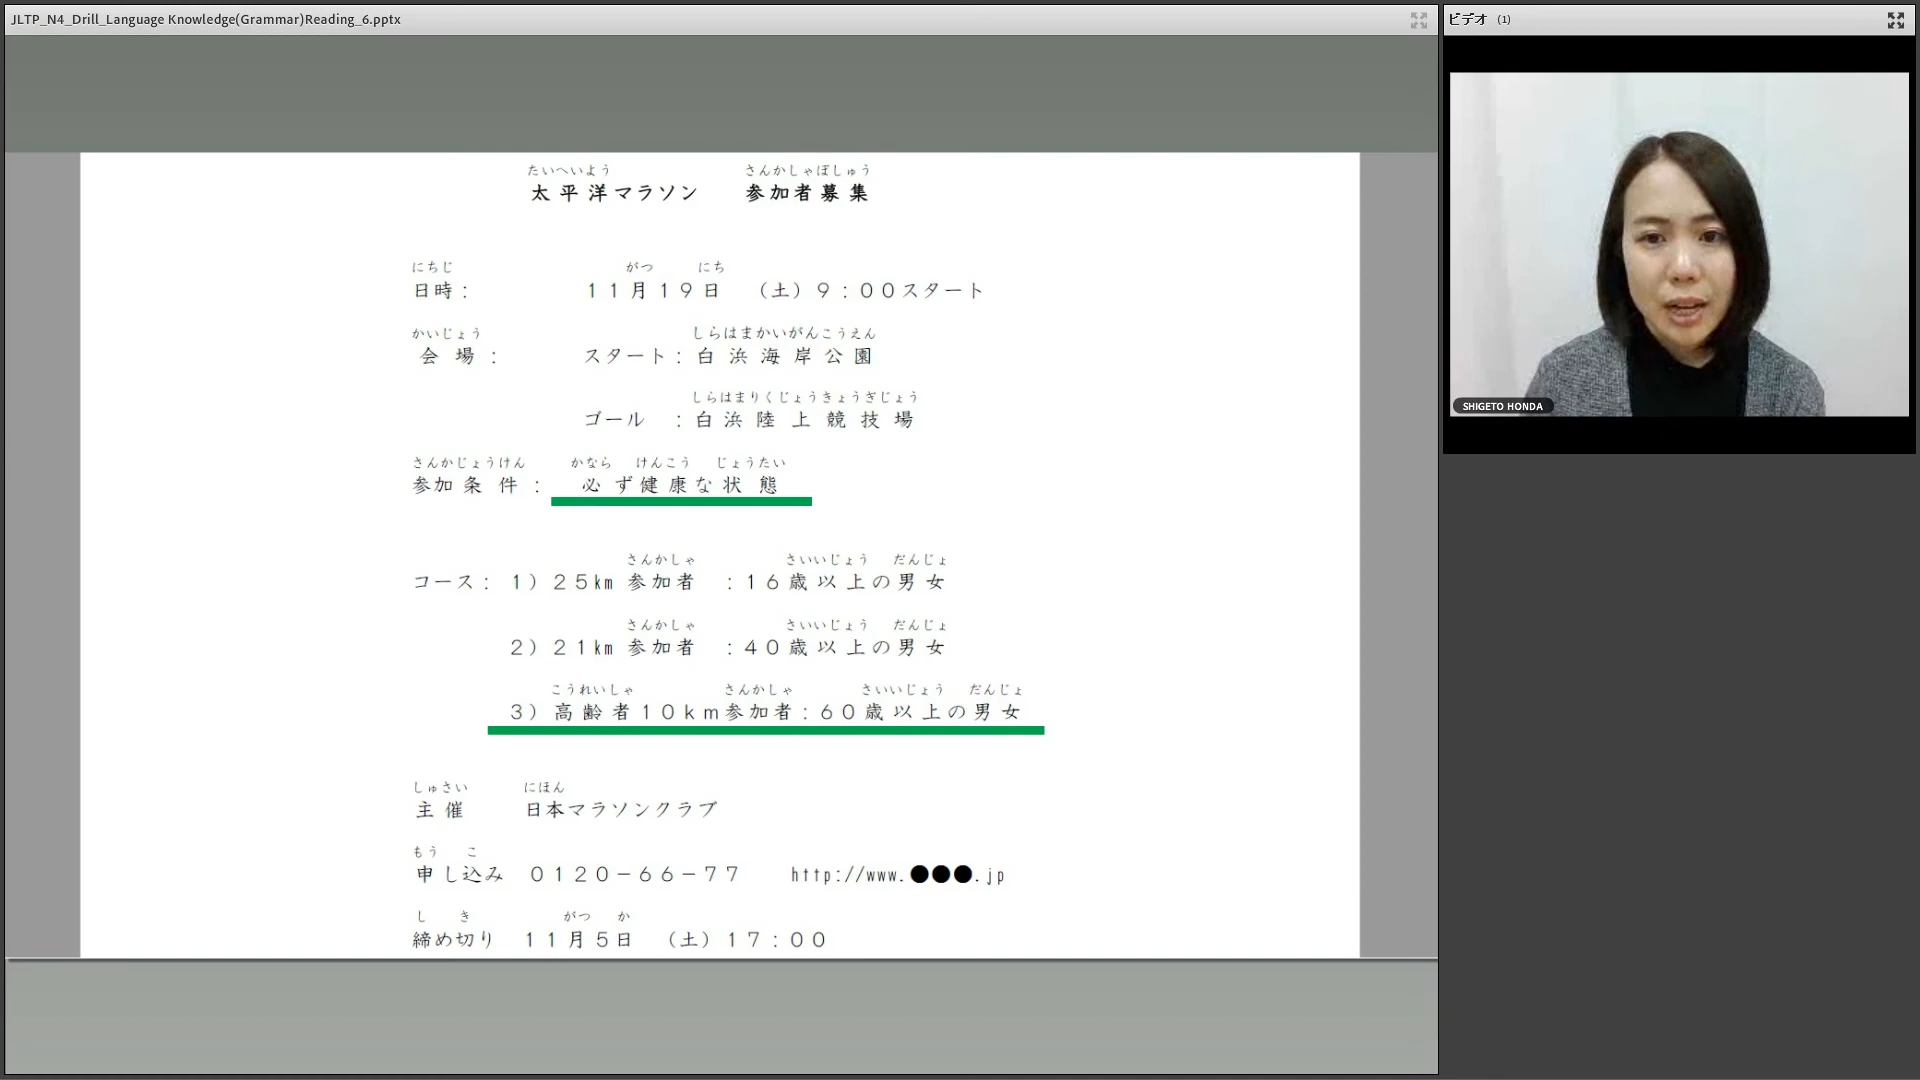 JLTP_N4_Drill_Language Knowledge(Grammar)Reading_6.pptx
ビデオ (1)
たいへいよう さんかしゃぼしゅう
太平洋マラソン 参加者募集
にちじ がつ にち
日時： 11月19日 （土）9：00スタート
かいじょう しらはまかいがんこうえん
会場： スタート：白浜海岸公園
しらはまりくじょうきょうぎじょう
ゴール ：白浜陸上競技場
さんかじょうけん かなら けんこう じょうたい
参加条件： 必ず健康な状態
さんかしゃ さいいじょう だんじょ
コース： 1）25km 参加者 ：16歳以上の男女
さんかしゃ さいいじょう だんじょ
2）21km 参加者 ：40歳以上の男女
こうれいしゃ さんかしゃ さいいじょう だんじょ
3）高齢者10km参加者：60歳以上の男女
しゅさい にほん
主催 日本マラソンクラブ
もう こ
申し込み 0120－66－77 http://www.●●●.jp
し き がつ か
締め切り 11月5日 （土）17：00
SHIGETO HONDA